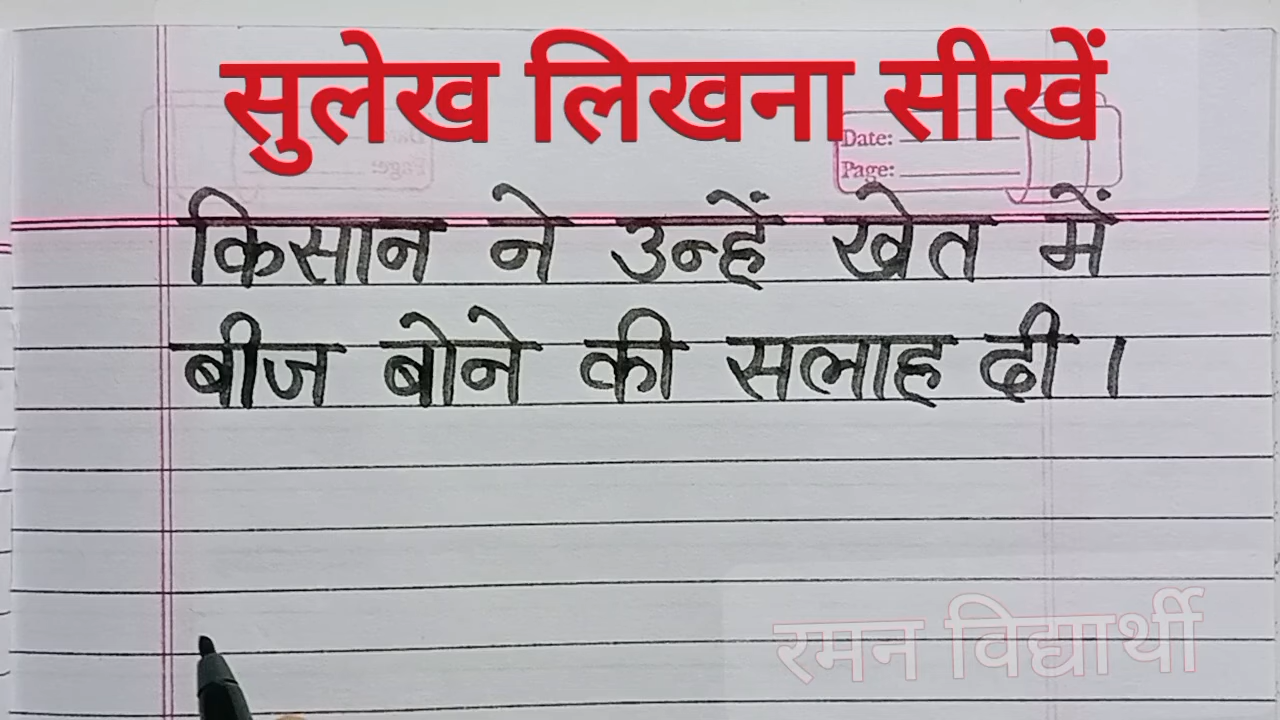 सुलेख लिखना सीखें
Date:
Page:
किसान ने उन्हें खेत में
बीज बोने की सलाह दी।
रमन विद्यार्थी